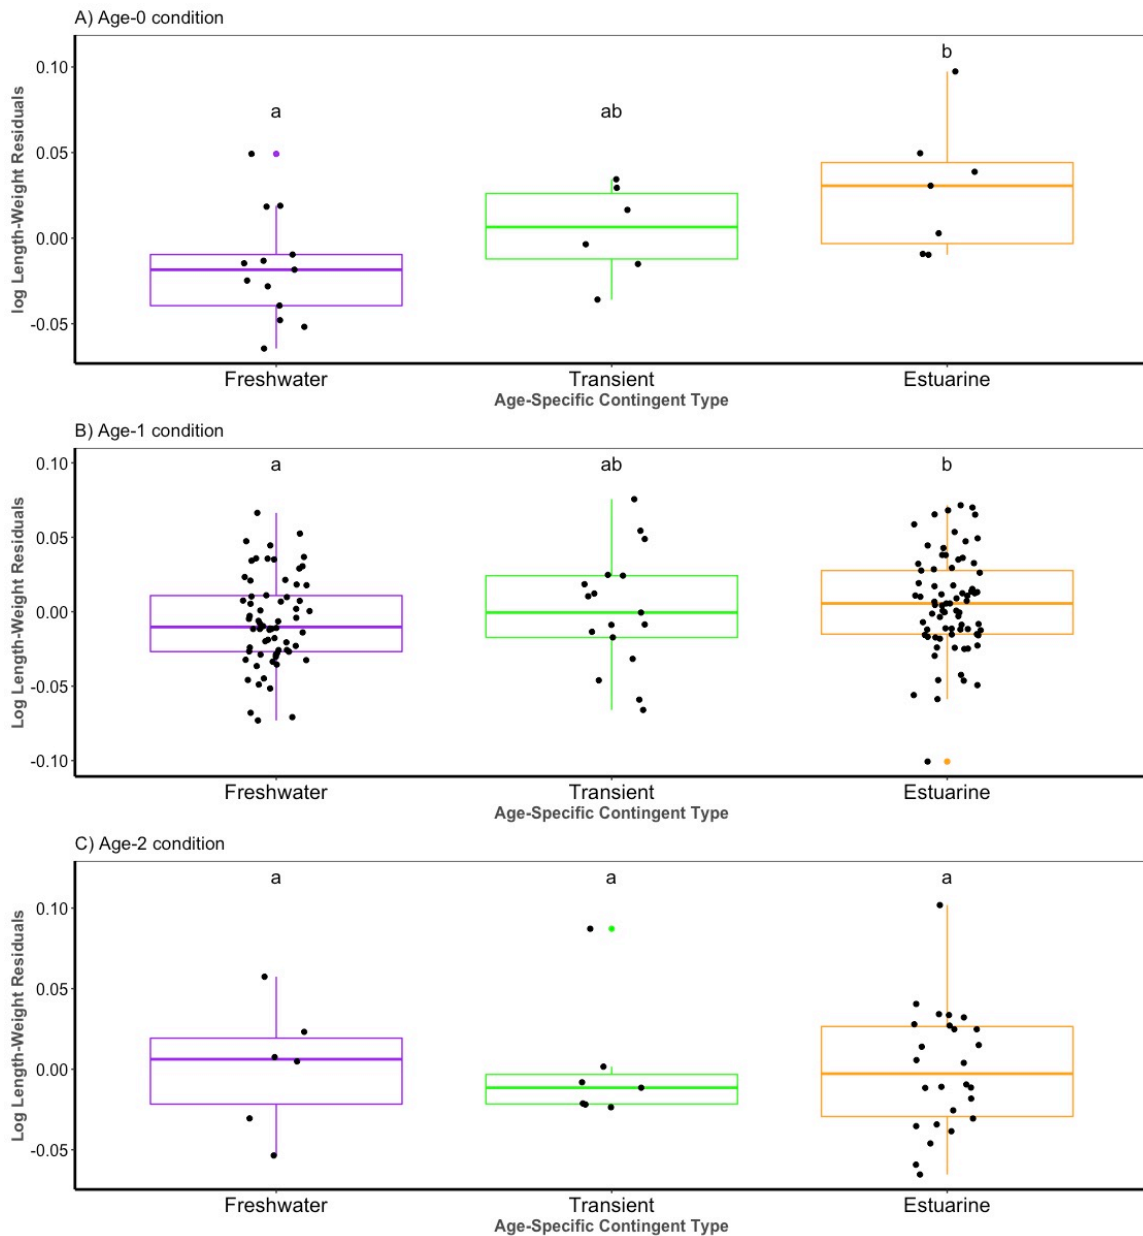 A) Age-0 condition
log Length-Weight Residuals
0.10
0.05
0.00
-0.05
a
ab
b
Freshwater
Transient
Estuarine
Age-Specific Contingent Type
B) Age-1 condition
Log Length-Weight Residuals
0.10
0.05
0.00
-0.05
-0.10
a
ab
b
Freshwater
Transient
Estuarine
Age-Specific Contingent Type
C) Age-2 condition
Log Length-Weight Residuals
0.10
0.05
0.00
-0.05
a
a
a
Freshwater
Transient
Estuarine
Age-Specific Contingent Type